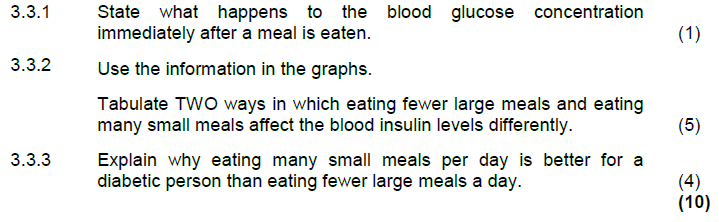 3.3.1 State what happens to the blood glucose concentration
immediately after a meal is eaten. (1)
3.3.2 Use the information in the graphs.
Tabulate TWO ways in which eating fewer large meals and eating
many small meals affect the blood insulin levels differently. (5)
3.3.3 Explain why eating many small meals per day is better for a
diabetic person than eating fewer large meals a day. (4)
(10)